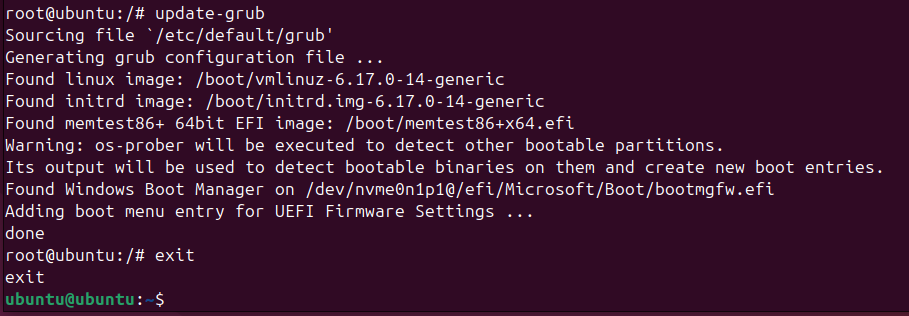 root@ubuntu:/# update-grub
Sourcing file `/etc/default/grub'
Generating grub configuration file ...
Found linux image: /boot/vmlinuz-6.17.0-14-generic
Found initrd image: /boot/initrd.img-6.17.0-14-generic
Found memtest86+ 64bit EFI image: /boot/memtest86+x64.efi
Warning: os-prober will be executed to detect other bootable partitions.
Its output will be used to detect bootable binaries on them and create new boot entries.
Found Windows Boot Manager on /dev/nvme0n1p1@/efi/Microsoft/Boot/bootmgfw.efi
Adding boot menu entry for UEFI Firmware Settings ...
done
root@ubuntu:/# exit
exit
ubuntu@ubuntu:~$